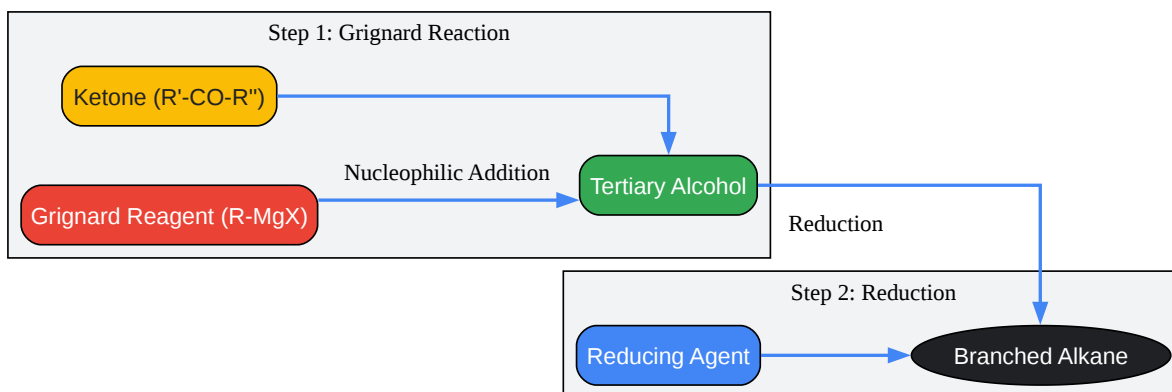 Step 1: Grignard Reaction
Ketone (R'-CO-R")
Nucleophilic Addition
Tertiary Alcohol
Grignard Reagent (R-MgX)
Reduction
Step 2: Reduction
Reducing Agent
Branched Alkane